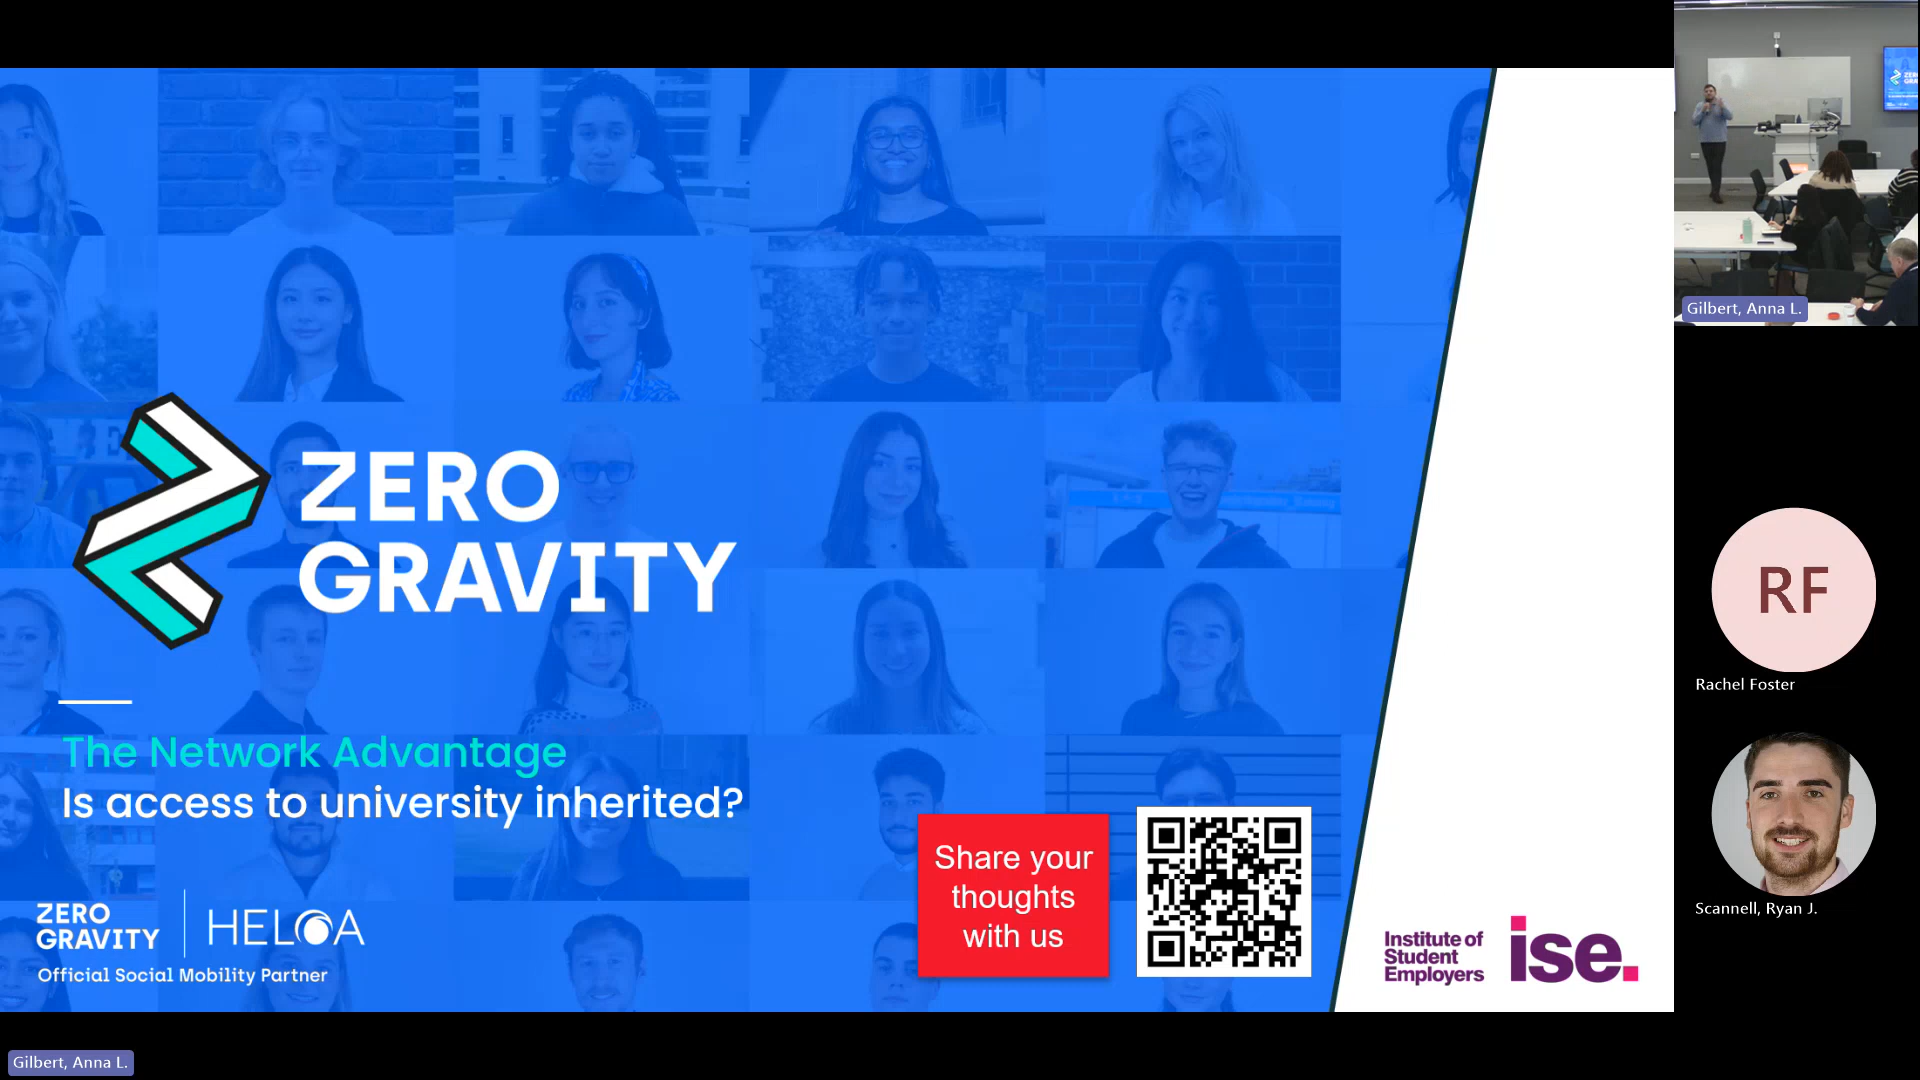 ZERO
GRAVITY
The Network Advantage
Is access to university inherited?
ZERO
GRAVITY
HELOA
Official Social Mobility Partner
Share your
thoughts
with us
Institute of
Student
Employers
ise.
Gilbert, Anna L.
RF
Rachel Foster
Scannell, Ryan J.
Gilbert, Anna L.